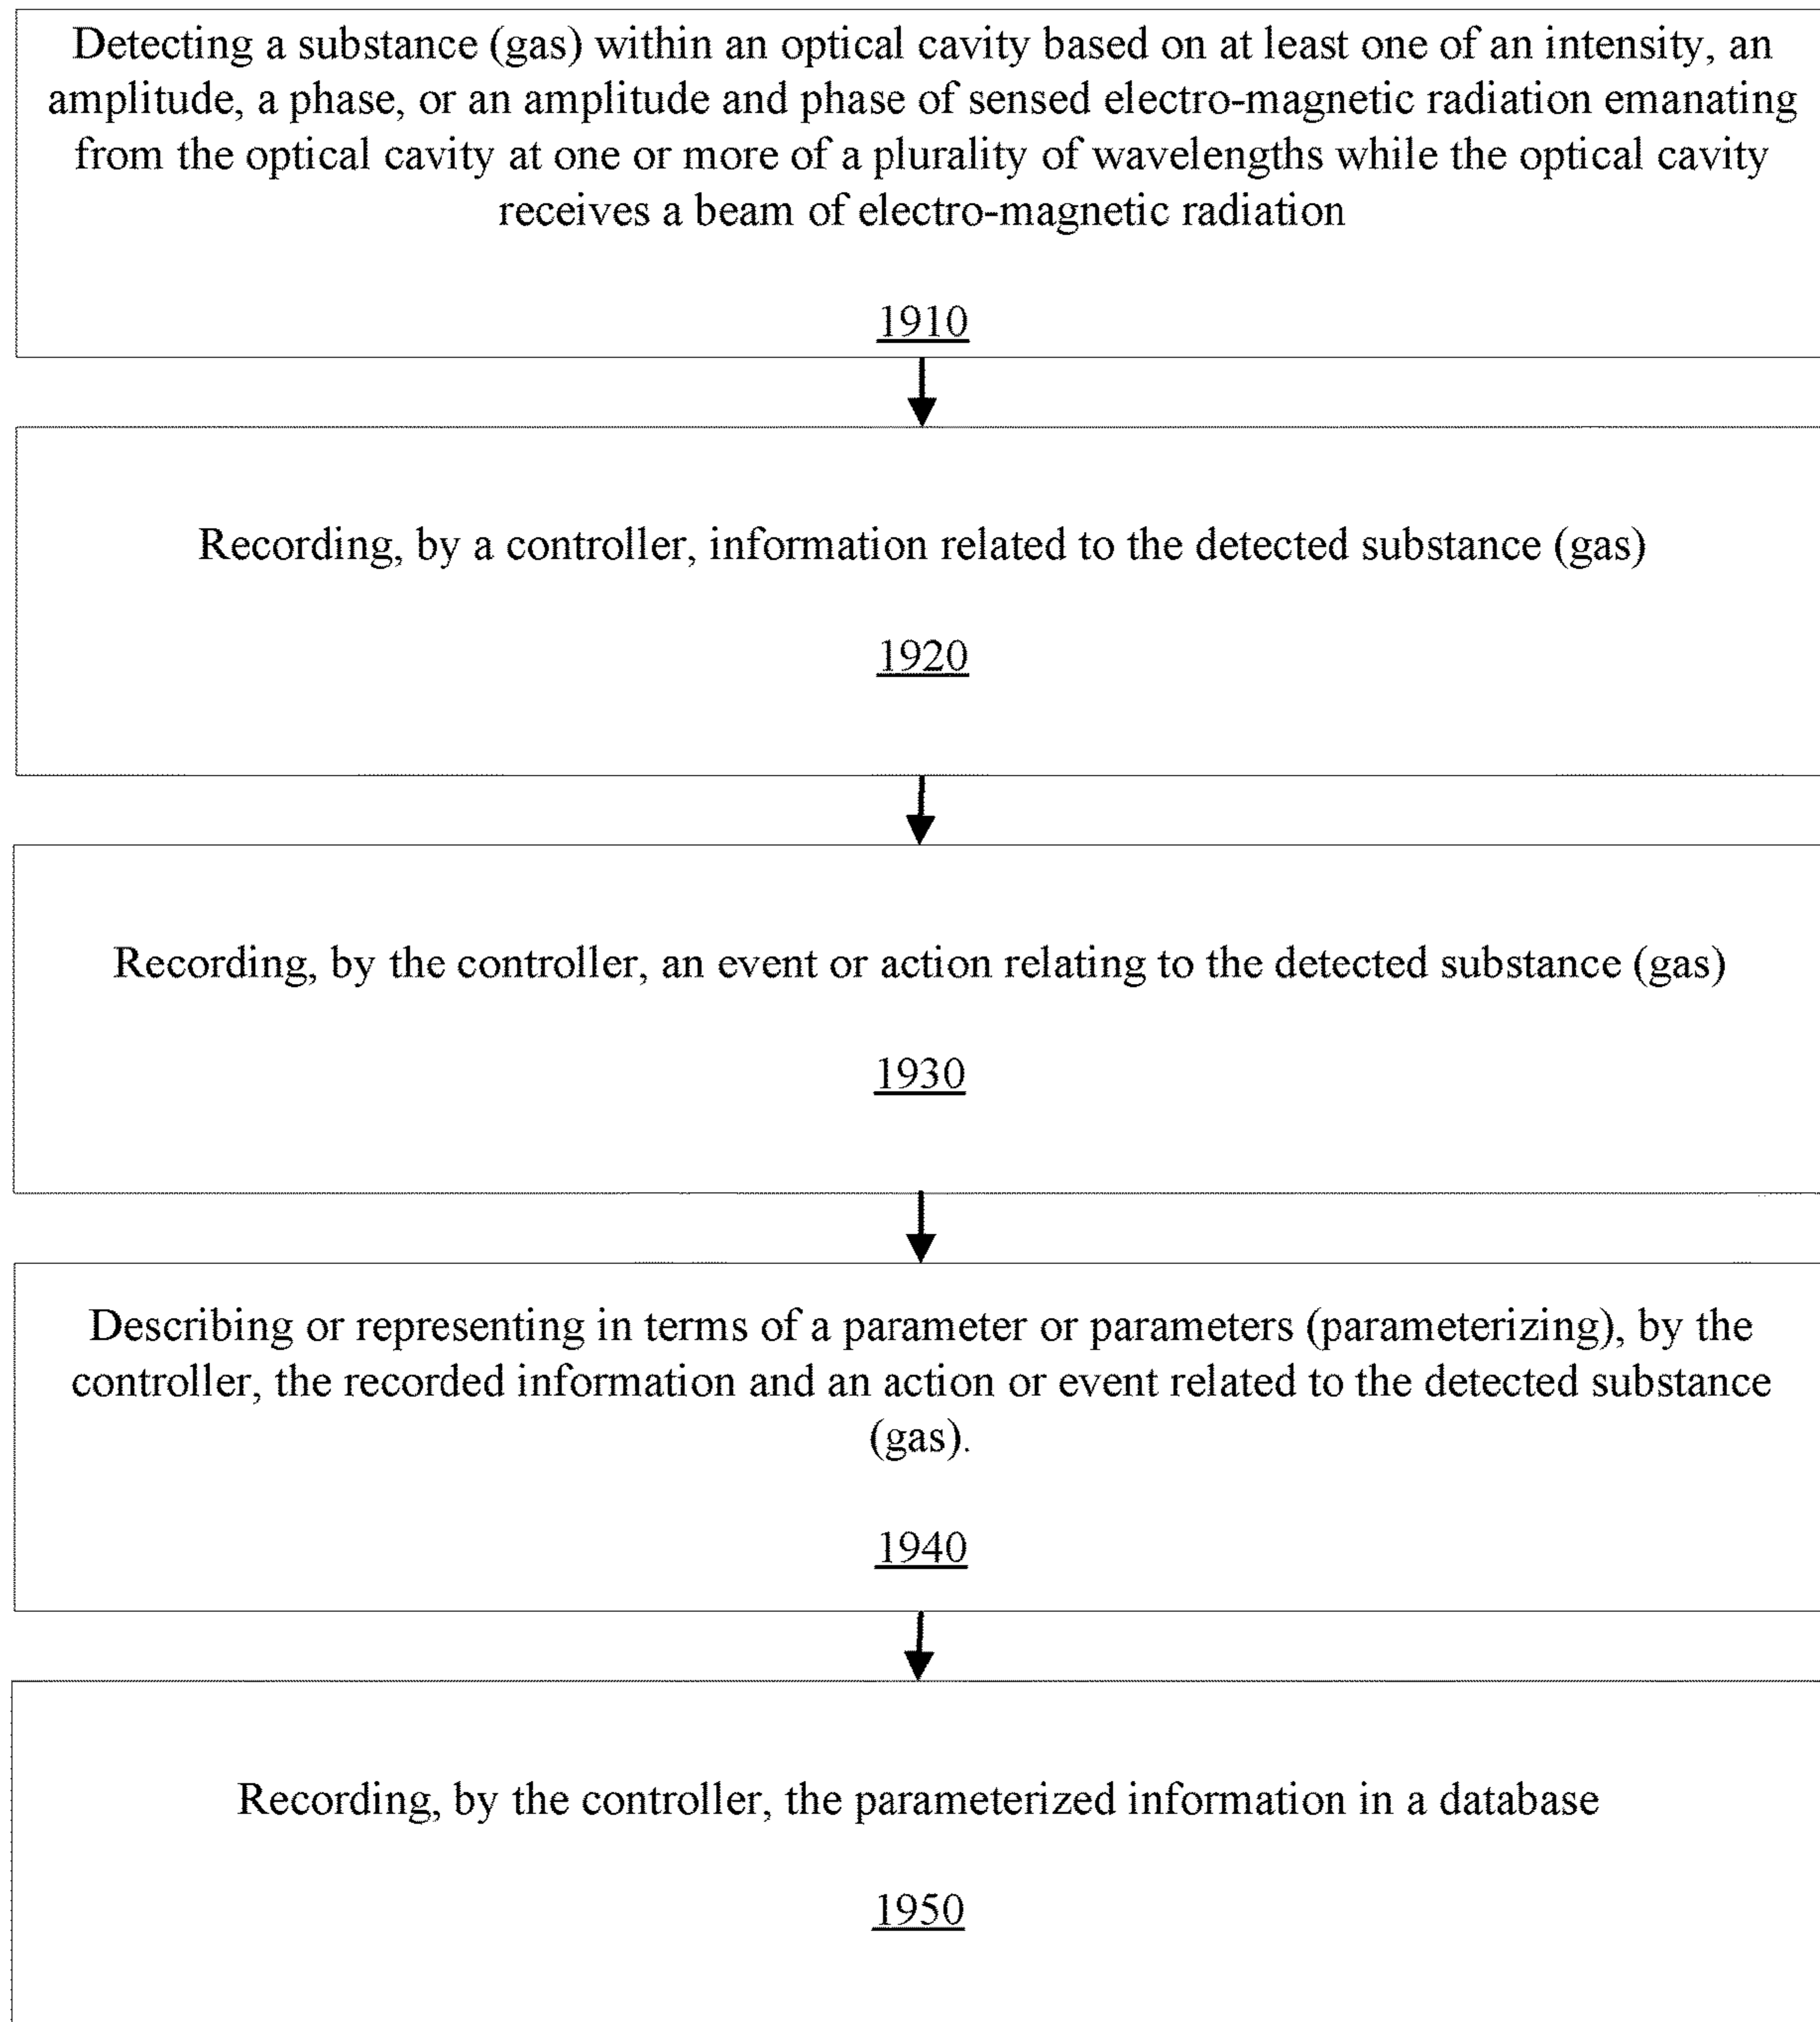 Detecting a substance (gas) within an optical cavity based on at least one of an intensity, an
amplitude, a phase, or an amplitude and phase of sensed electro-magnetic radiation emanating
from the optical cavity at one or more of a plurality of wavelengths while the optical cavity
receives a beam of electro-magnetic radiation
1910
Recording, by a controller, information related to the detected substance (gas)
1920
Recording, by the controller, an event or action relating to the detected substance (gas)
1930
Describing or representing in terms of a parameter or parameters (parameterizing), by the
controller, the recorded information and an action or event related to the detected substance
(gas).
1940
Recording, by the controller, the parameterized information in a database
1950